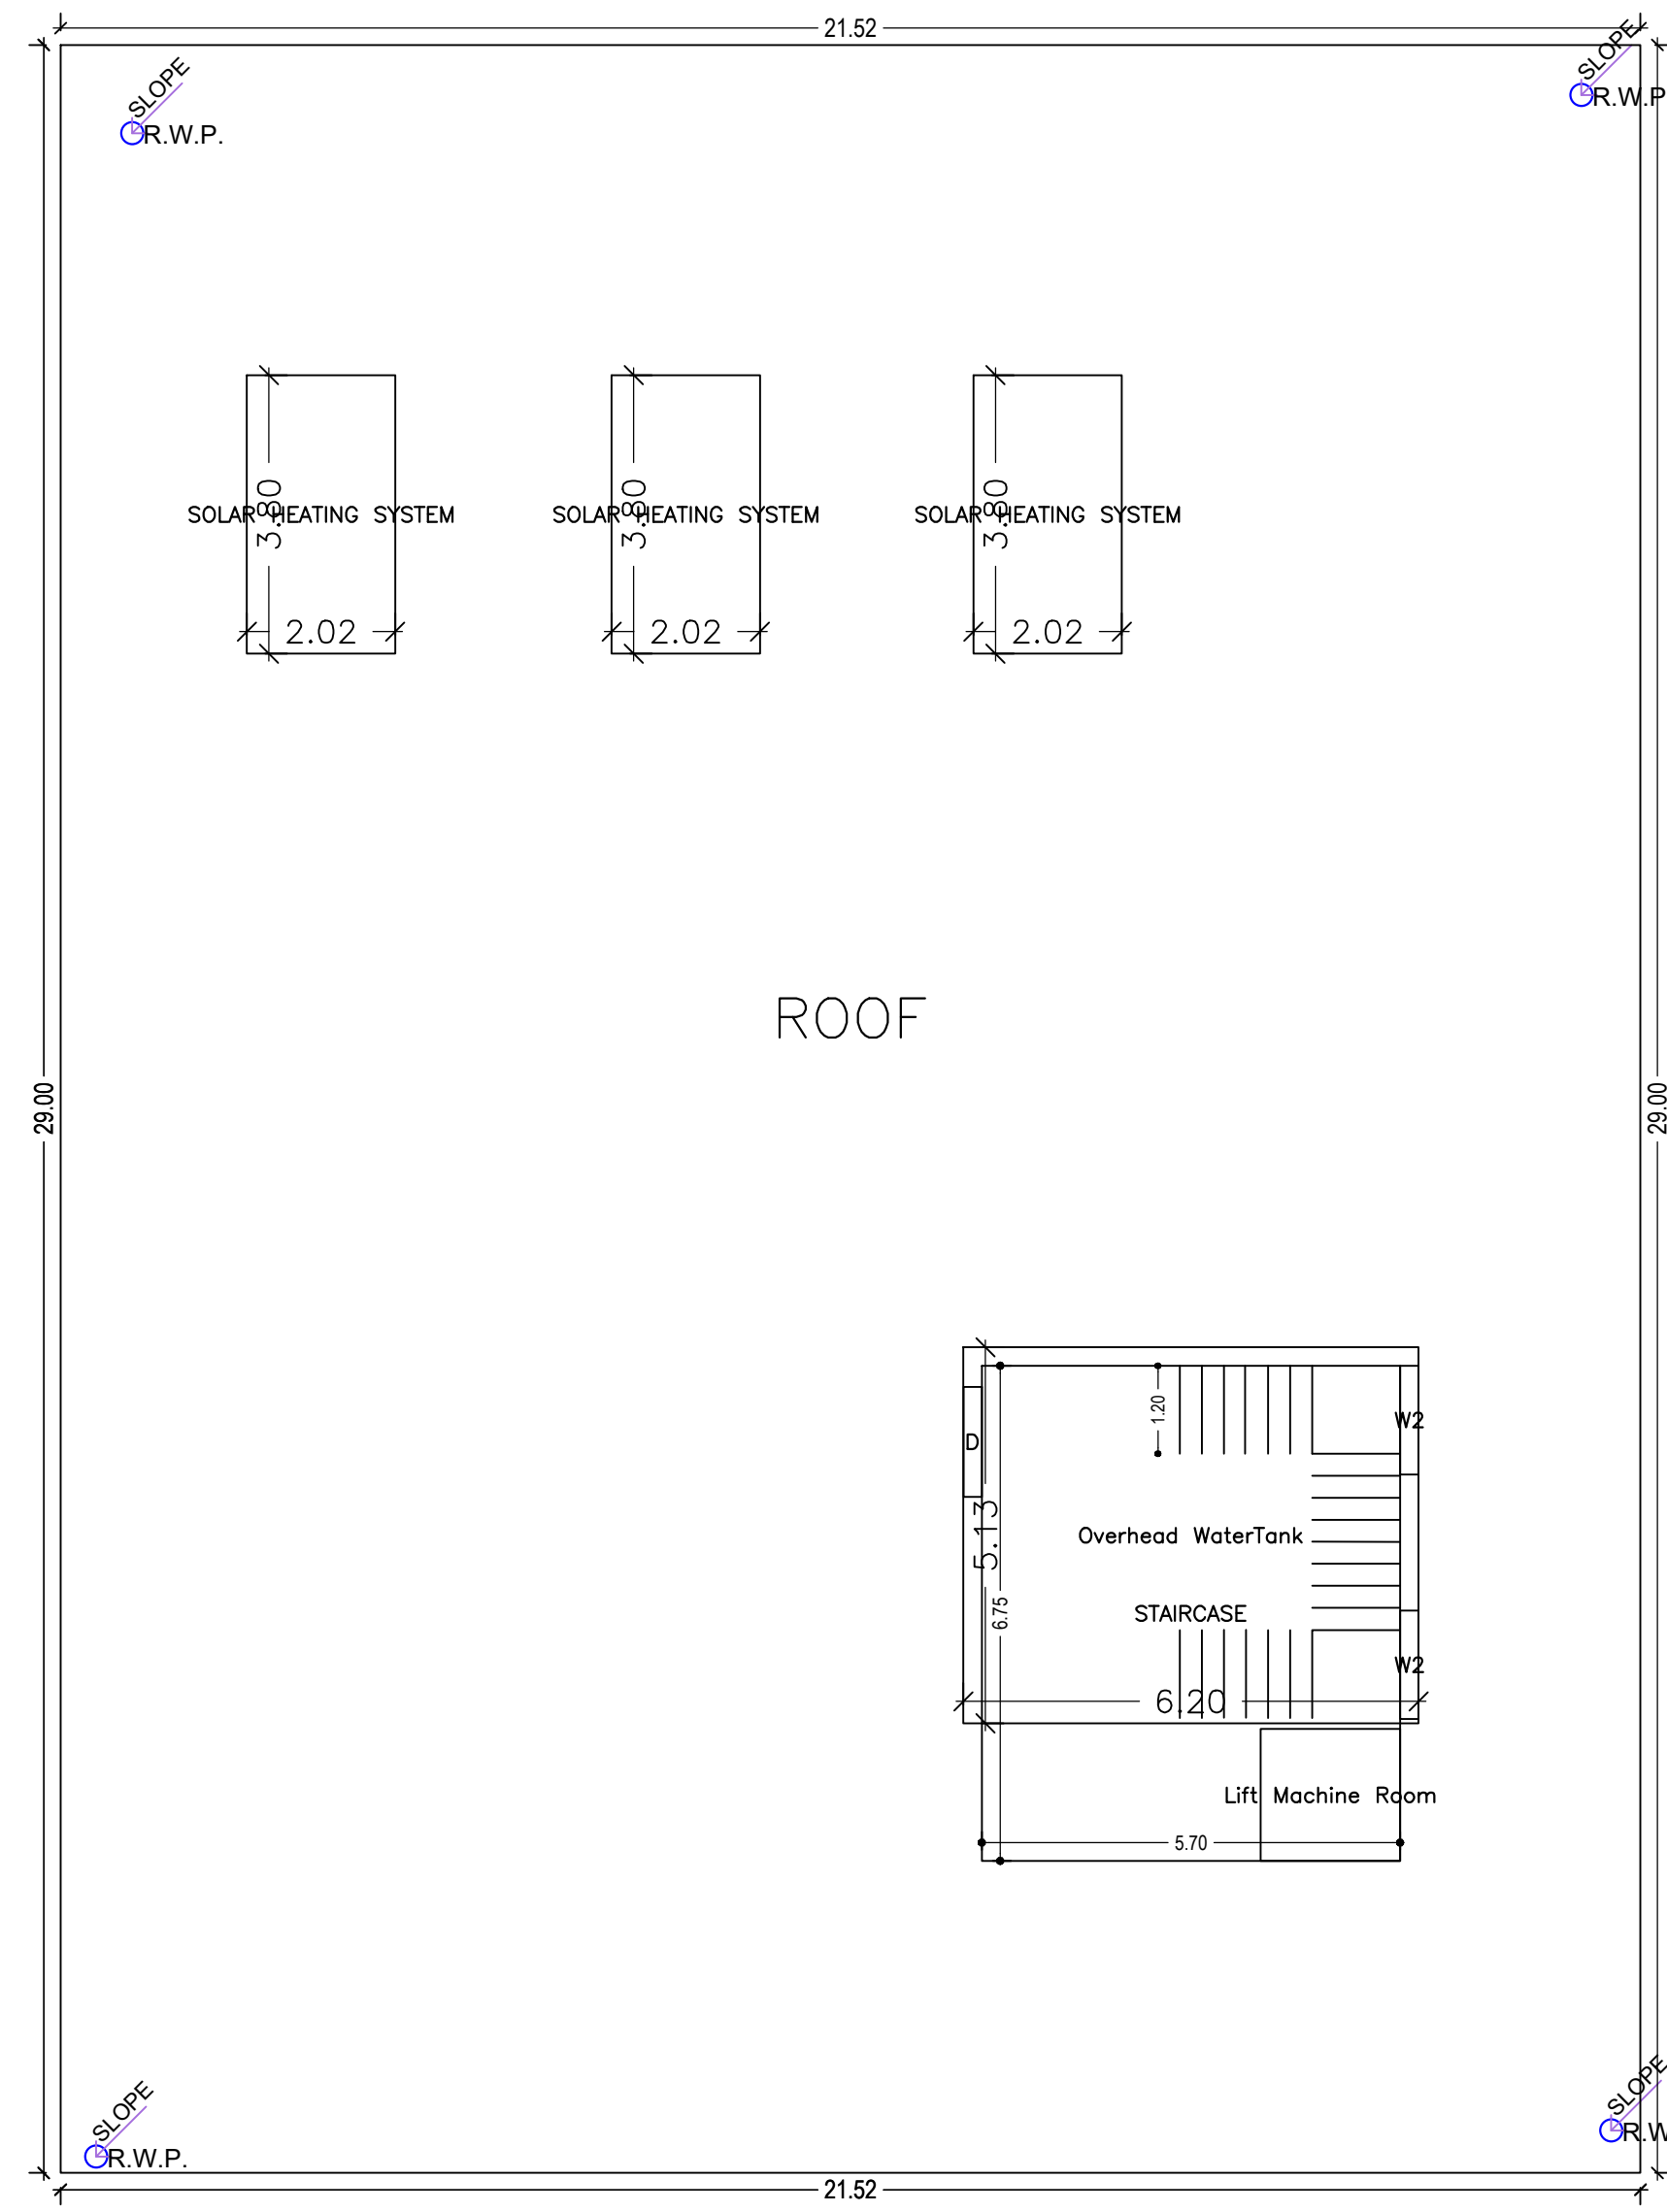 21.52
SLOPE
R.W.P.
SLOPE
R.W.P
SOLAR HEATING SYSTEM
3.80
2.02
SOLAR HEATING SYSTEM
3.80
2.02
SOLAR HEATING SYSTEM
3.80
2.02
ROOF
29.00
29.00
D
1.20
W2
5.13
Overhead WaterTank
6.75
STAIRCASE
W2
6.20
Lift Machine Room
5.70
SLOPE
R.W.P.
SLOPE
R.W
21.52